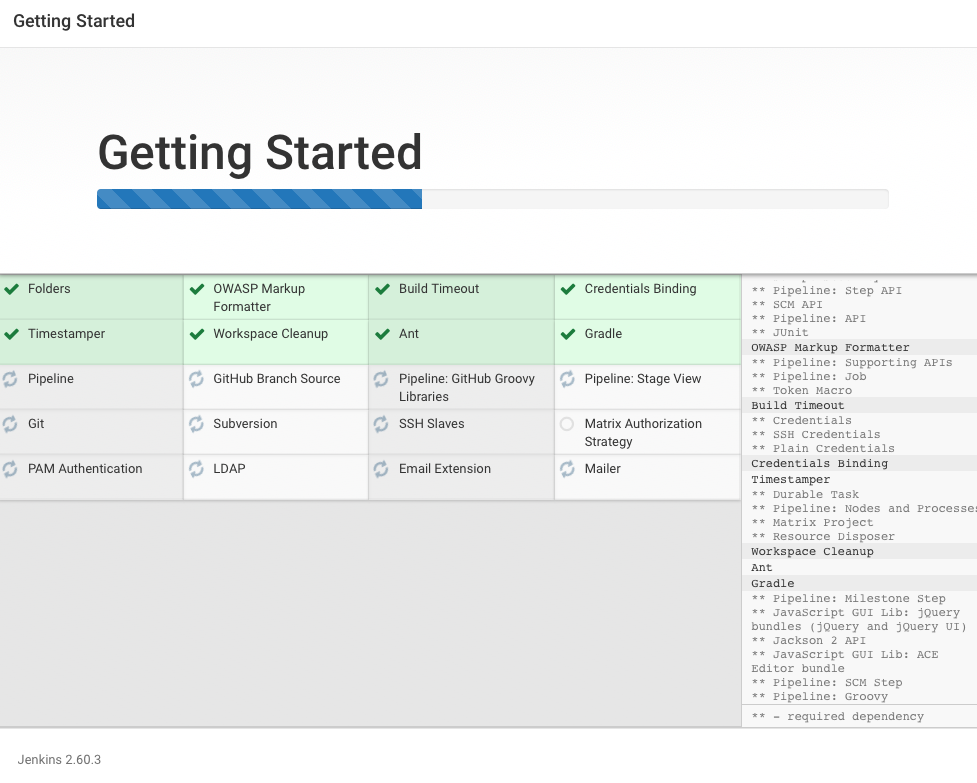 Getting Started
Getting Started
Folders
OWASP Markup
Formatter
Build Timeout
Credentials Binding
Timestamper
Workspace Cleanup
Ant
Gradle
Pipeline
GitHub Branch Source
Pipeline: GitHub Groovy
Libraries
Pipeline: Stage View
Git
Subversion
SSH Slaves
Matrix Authorization
Strategy
PAM Authentication
LDAP
Email Extension
Mailer
** Pipeline: Step API
** SCM API
** Pipeline: API
** JUnit
OWASP Markup Formatter
** Pipeline: Supporting APIs
** Pipeline: Job
** Token Macro
Build Timeout
** Credentials
** SSH Credentials
** Plain Credentials
Credentials Binding
Timestamper
** Durable Task
** Pipeline: Nodes and Processes
** Matrix Project
** Resource Disposer
Workspace Cleanup
Ant
Gradle
** Pipeline: Milestone Step
** JavaScript GUI Lib: jQuery
bundles (jQuery and jQuery UI)
** Jackson 2 API
** JavaScript GUI Lib: ACE
Editor bundle
** Pipeline: SCM Step
** Pipeline: Groovy
** - required dependency
Jenkins 2.60.3